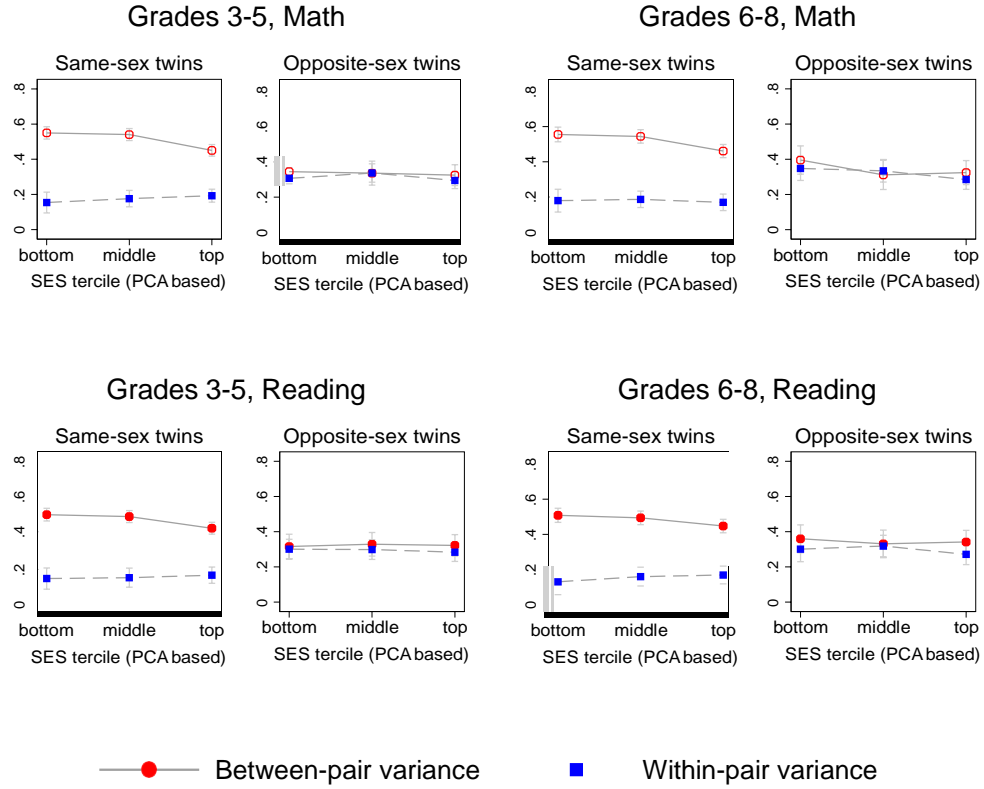 Grades 3-5, Math
Grades 6-8, Math
Same-sex twins
Opposite-sex twins
Same-sex twins
Opposite-sex twins
.8
.6
.4
.2
0
.8
.6
.4
.2
0
.8
.6
.4
.2
0
.8
.6
.4
.2
0
bottom middle top
bottom middle top
bottom middle top
bottom middle top
SES tercile (PCA based)
SES tercile (PCA based)
SES tercile (PCA based)
SES tercile (PCA based)
Grades 3-5, Reading
Grades 6-8, Reading
Same-sex twins
Opposite-sex twins
Same-sex twins
Opposite-sex twins
.8
.6
.4
.2
0
.8
.6
.4
.2
0
.8
.6
.4
.2
0
.8
.6
.4
.2
0
bottom middle top
bottom middle top
bottom middle top
bottom middle top
SES tercile (PCA based)
SES tercile (PCA based)
SES tercile (PCA based)
SES tercile (PCA based)
Between-pair variance
Within-pair variance